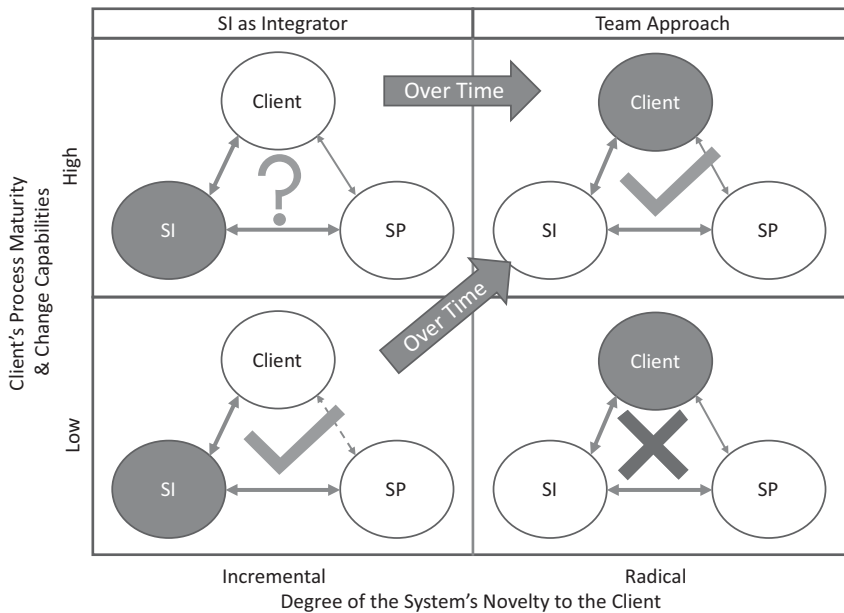 SI as Integrator
Team Approach
Client's Process Maturity
& Change Capabilities
High
Client
SI
SP
?
Over Time
Client
SI
SP
Low
Client
SI
SP
Over Time
Client
SI
SP
Incremental
Radical
Degree of the System's Novelty to the Client